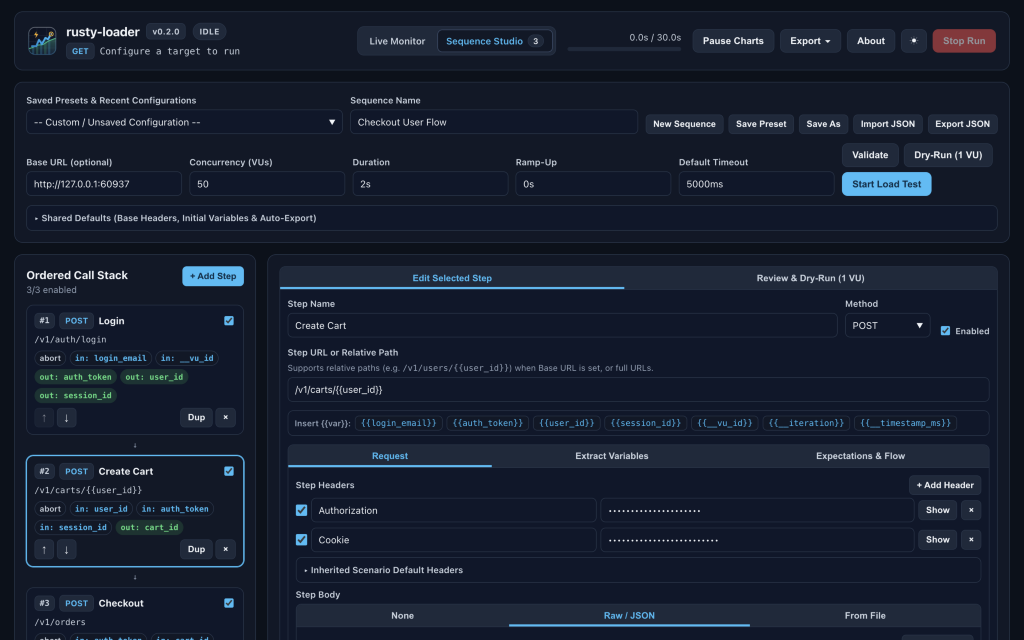 rusty-loader v0.2.0 IDLE
GET Configure a target to run
Live Monitor Sequence Studio 3
0.0s / 30.0s
Pause Charts Export About Stop Run
Saved Presets & Recent Configurations
-- Custom / Unsaved Configuration --
Sequence Name
Checkout User Flow
New Sequence Save Preset Save As Import JSON Export JSON
Base URL (optional)
http://127.0.0.1:60937
Concurrency (VUs)
50
Duration
2s
Ramp-Up
0s
Default Timeout
5000ms
Validate Dry-Run (1 VU)
Start Load Test
Shared Defaults (Base Headers, Initial Variables & Auto-Export)
Ordered Call Stack
3/3 enabled
+ Add Step
#1 POST Login
/v1/auth/login
abort in: login_email in: __vu_id
out: auth_token out: user_id
out: session_id
↑ ↓ Dup ×
↓
#2 POST Create Cart
/v1/carts/{{user_id}}
abort in: user_id in: auth_token
in: session_id out: cart_id
↑ ↓ Dup ×
↓
#3 POST Checkout
/v1/orders
abort in: auth_token in: cart_id
Edit Selected Step Review & Dry-Run (1 VU)
Step Name
Create Cart
Method
POST
Enabled
Step URL or Relative Path
Supports relative paths (e.g. /v1/users/{{user_id}}) when Base URL is set, or full URLs.
/v1/carts/{{user_id}}
Insert {{var}}: {{login_email}} {{auth_token}} {{user_id}} {{session_id}} {{__vu_id}} {{__iteration}} {{__timestamp_ms}}
Request Extract Variables Expectations & Flow
Step Headers
+ Add Header
Authorization ••••••••••••••••••••• Show ×
Cookie ••••••••••••••••••••••••• Show ×
Inherited Scenario Default Headers
Step Body
None Raw / JSON From File